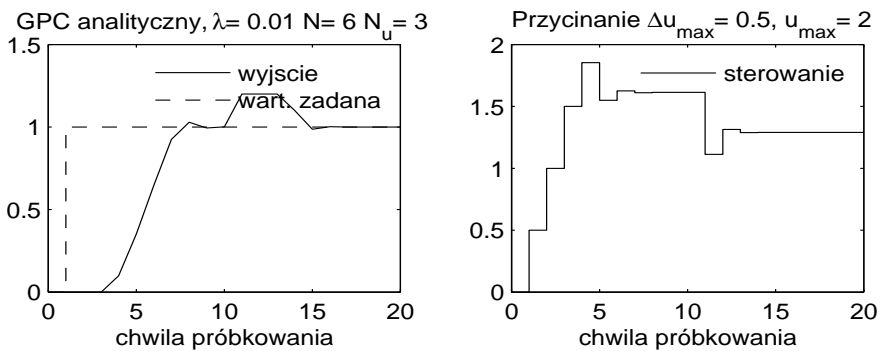 GPC analityczny, λ= 0.01 N= 6 N_u= 3
1.5
1
0.5
0
wyjscie
wart. zadana
0 5 10 15 20
chwila próbkowania
Przycinanie Δu_max= 0.5, u_max= 2
2
1.5
1
0.5
0
sterowanie
0 5 10 15 20
chwila próbkowania